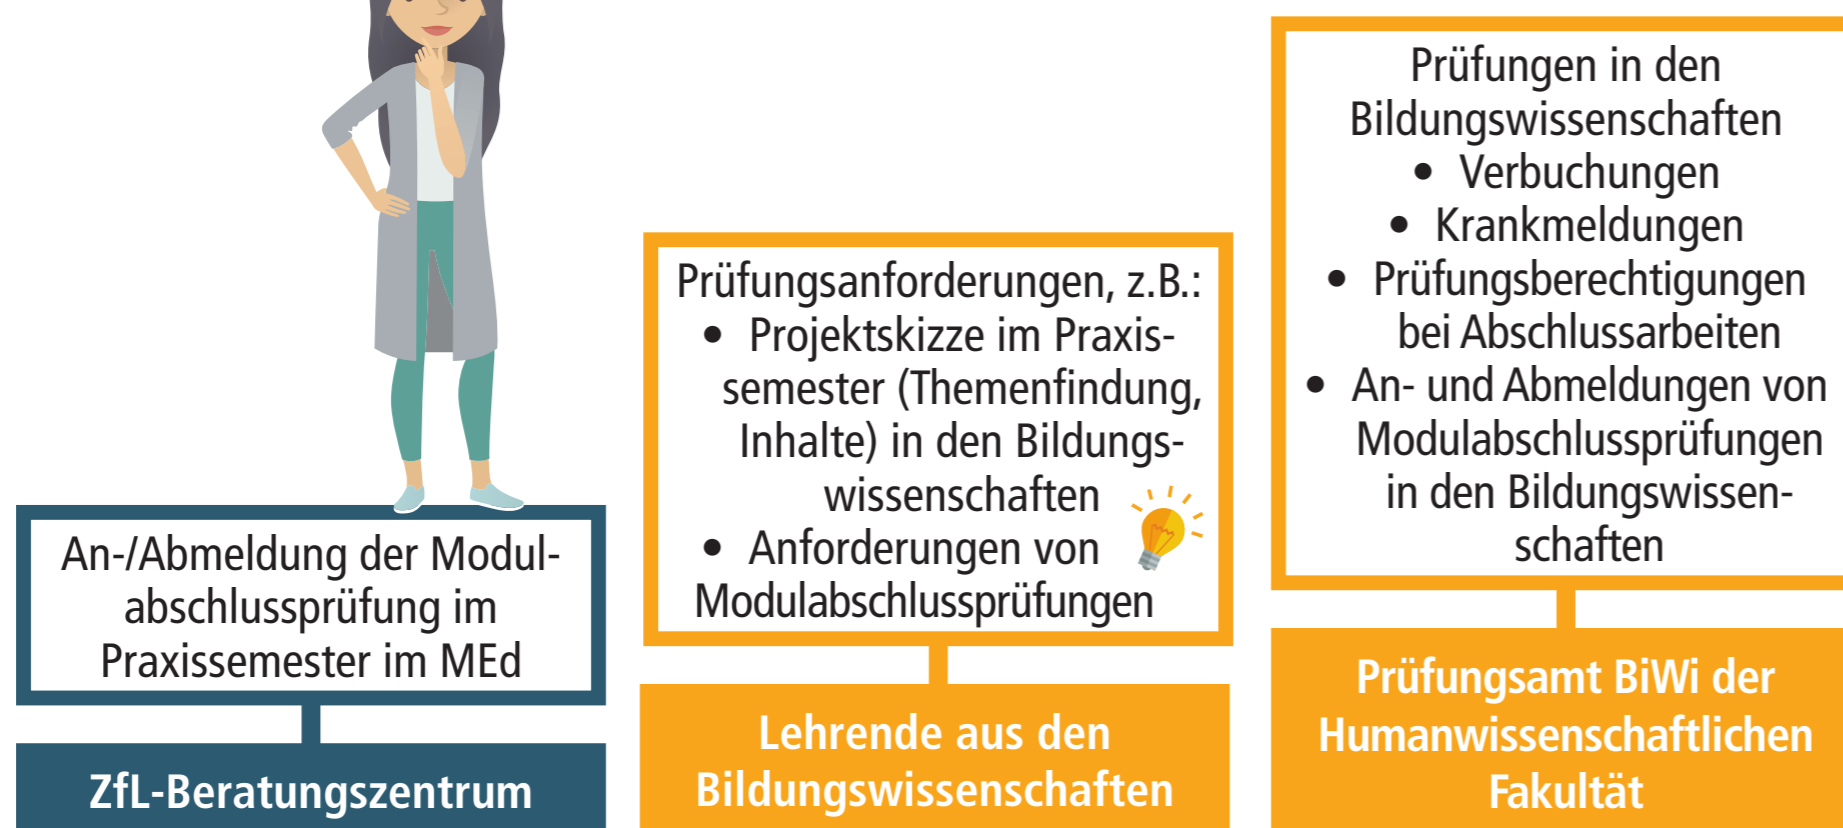 An-/Abmeldung der Modul-
abschlussprüfung im
Praxissemester im MEd
ZfL-Beratungszentrum
Prüfungsanforderungen, z.B.:
• Projektskizze im Praxis-
semester (Themenfindung,
Inhalte) in den Bildungs-
wissenschaften
• Anforderungen von
Modulabschlussprüfungen
Lehrende aus den
Bildungswissenschaften
Prüfungen in den
Bildungswissenschaften
• Verbuchungen
• Krankmeldungen
• Prüfungsberechtigungen
bei Abschlussarbeiten
• An- und Abmeldungen von
Modulabschlussprüfungen
in den Bildungswissen-
schaften
Prüfungsamt BiWi der
Humanwissenschaftlichen
Fakultät